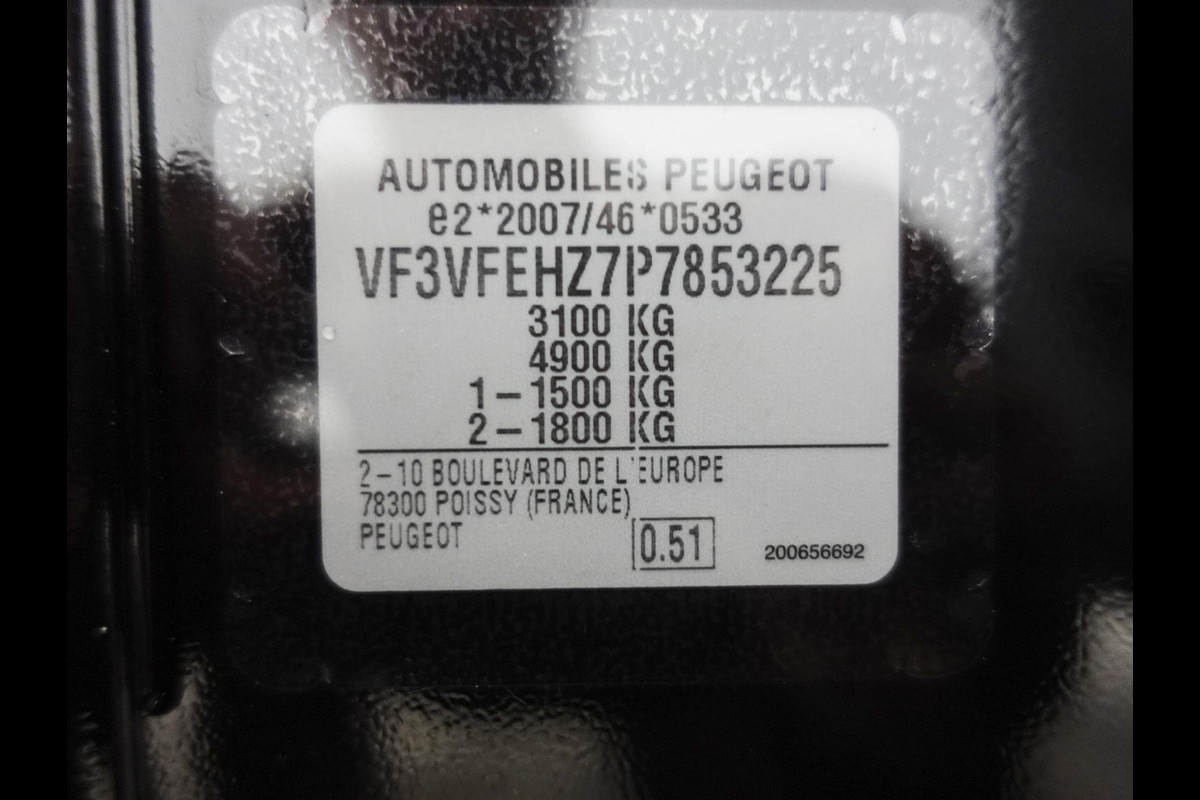 AUTOMOBILES PEUGEOT
e2*2007/46*0533
VF3VFEHZ7P7853225
3100 KG
4900 KG
1-1500 KG
2-1800 KG
2-10 BOULEVARD DE L'EUROPE
78300 POISSY (FRANCE)
PEUGEOT
0.51
200656692